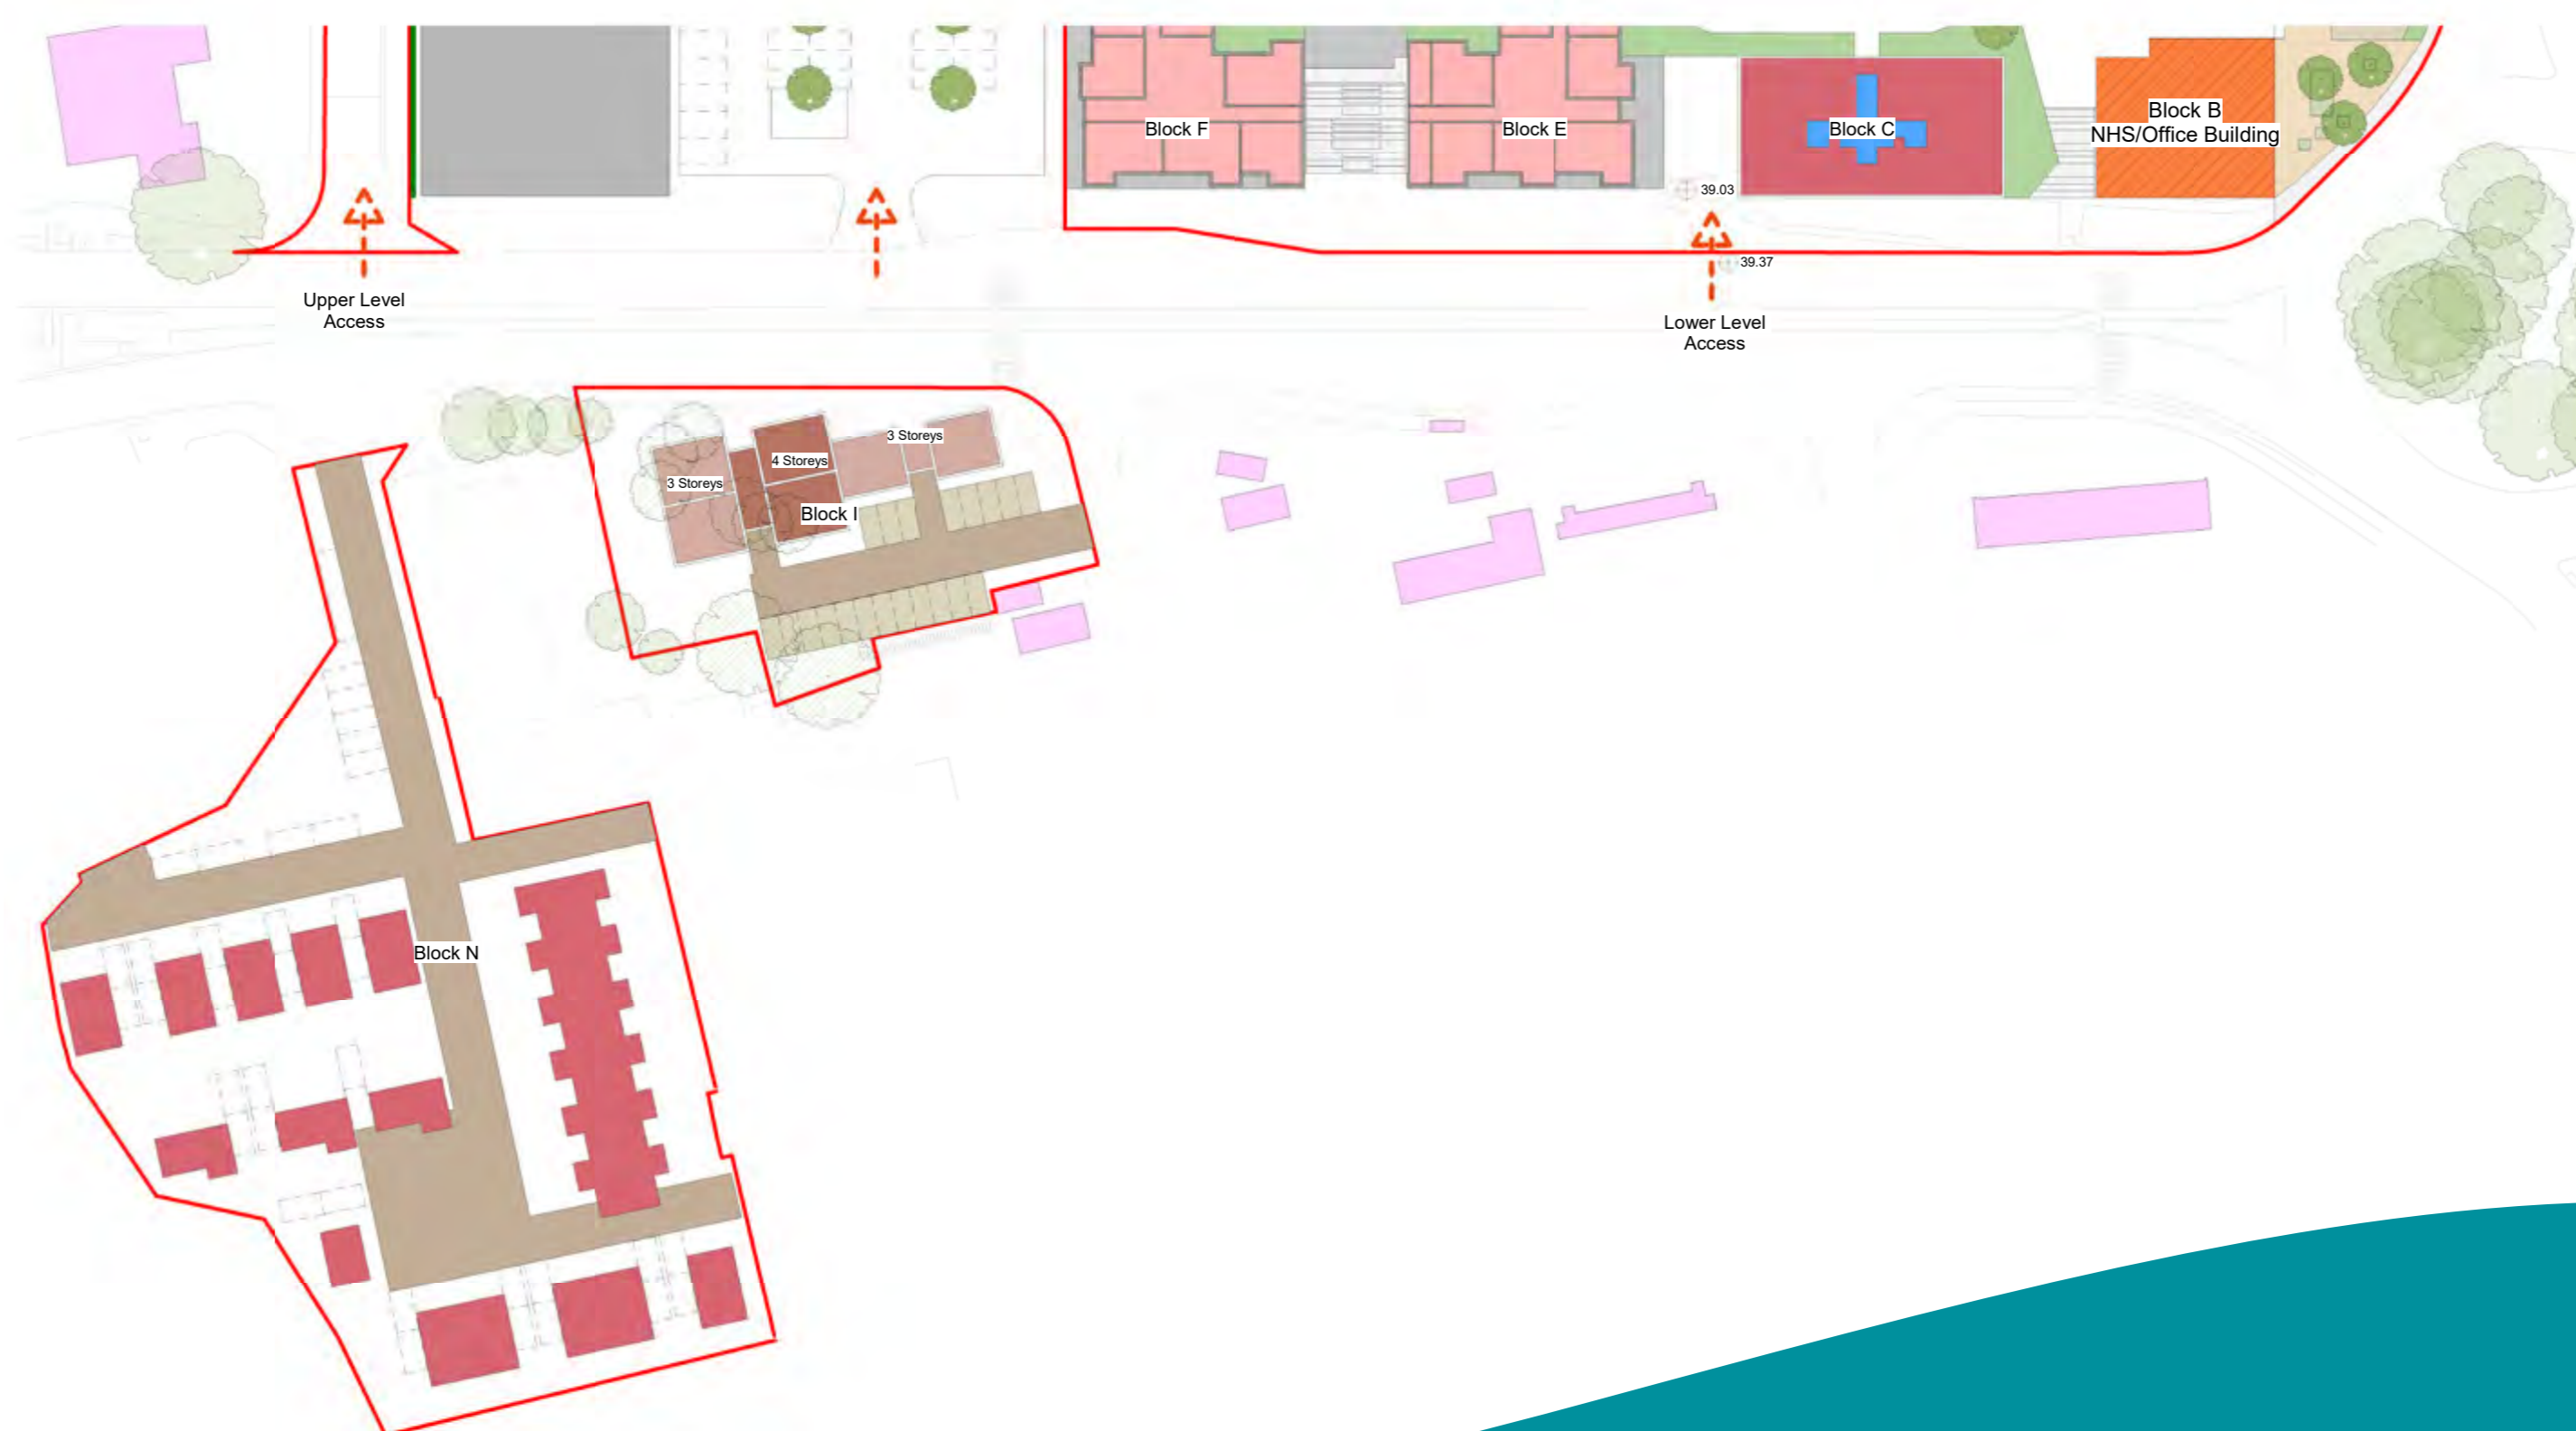 Block F
Block E
Block C
Block B
NHS/Office Building
39.03
39.37
Upper Level
Access
Lower Level
Access
3 Storeys
4 Storeys
3 Storeys
Block I
Block N